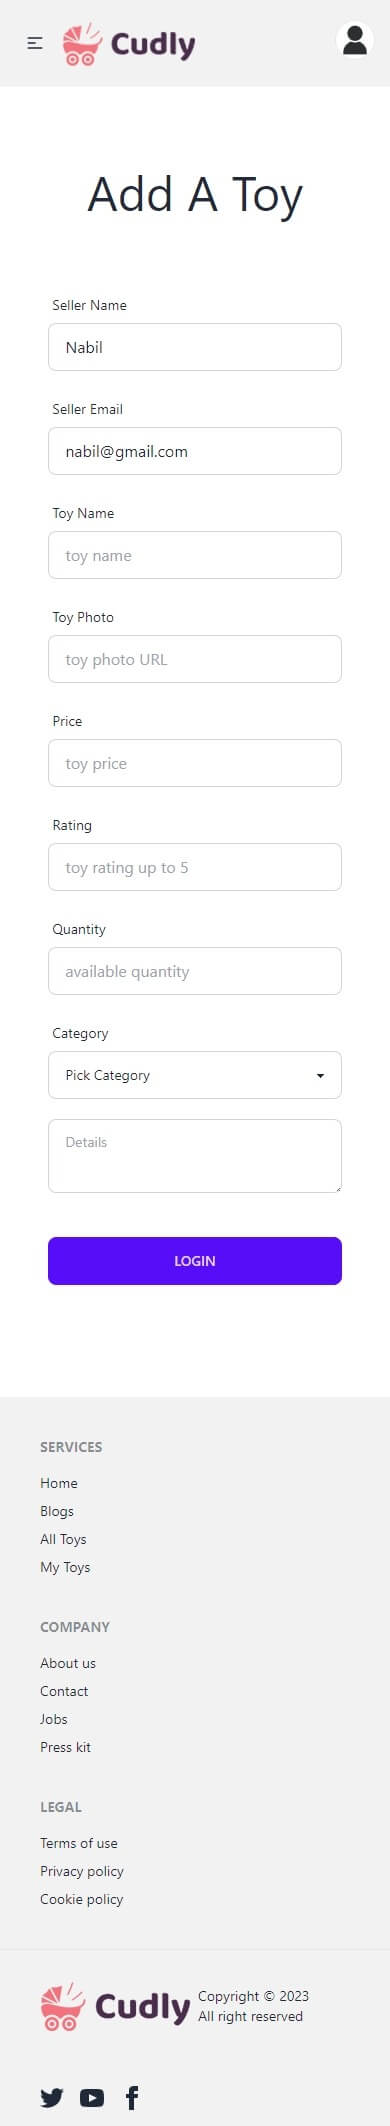 Cudly
Add A Toy
Seller Name
Nabil
Seller Email
nabil@gmail.com
Toy Name
toy name
Toy Photo
toy photo URL
Price
toy price
Rating
toy rating up to 5
Quantity
available quantity
Category
Pick Category
Details
LOGIN
SERVICES
Home
Blogs
All Toys
My Toys
COMPANY
About us
Contact
Jobs
Press kit
LEGAL
Terms of use
Privacy policy
Cookie policy
Cudly
Copyright © 2023
All right reserved